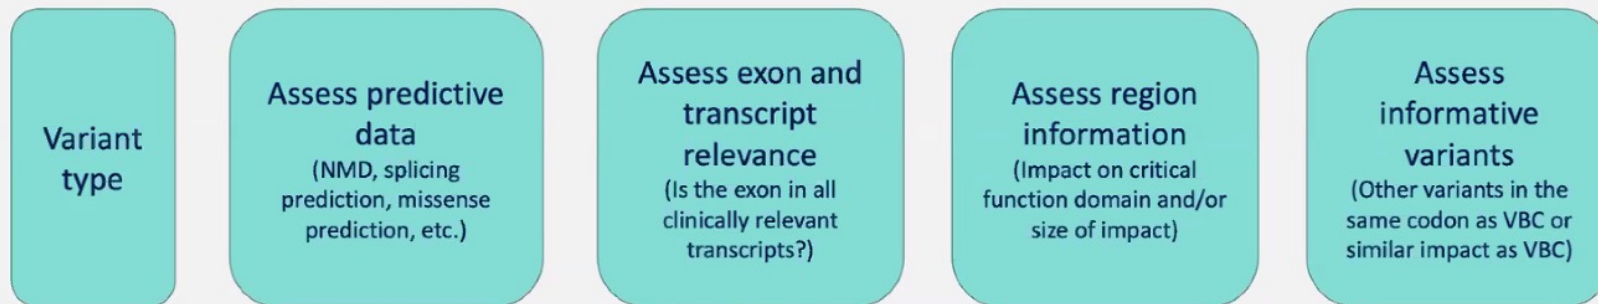 Variant
type
Assess predictive
data
(NMD, splicing
prediction, missense
prediction, etc.)
Assess exon and
transcript
relevance
(Is the exon in all
clinically relevant
transcripts?)
Assess region
information
(Impact on critical
function domain and/or
size of impact)
Assess
informative
variants
(Other variants in the
same codon as VBC or
similar impact as VBC)